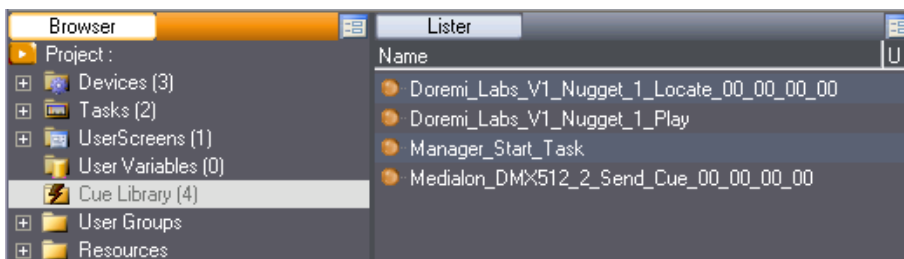 Browser
Project :
Devices (3)
Tasks (2)
UserScreens (1)
User Variables (0)
Cue Library (4)
User Groups
Resources
Lister
Name U
Doremi_Labs_V1_Nugget_1_Locate_00_00_00_00
Doremi_Labs_V1_Nugget_1_Play
Manager_Start_Task
Medialon_DMX512_2_Send_Cue_00_00_00_00